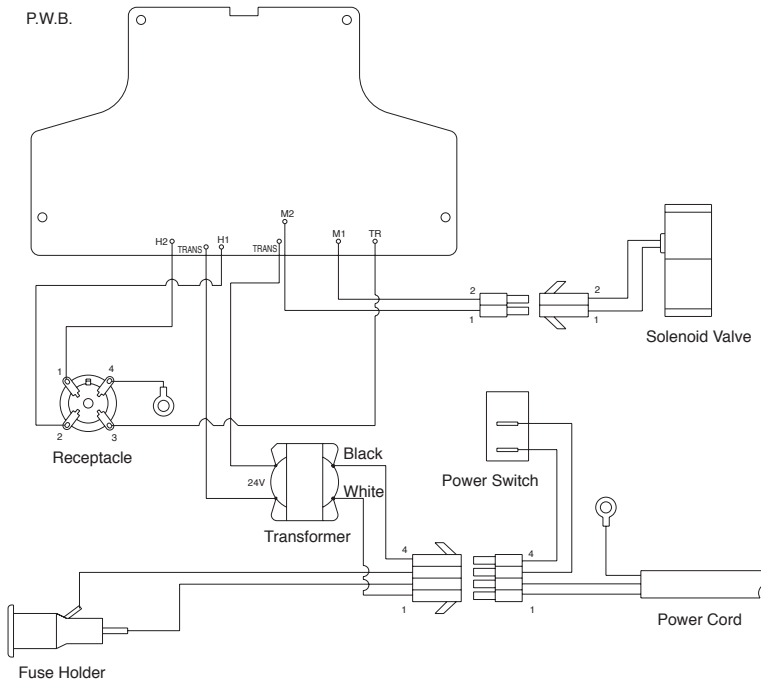 P.W.B.
M2
H2
TRANS
H1
TRANS
M1
TR
2
1
2
1
Solenoid Valve
1
4
2
3
Receptacle
24V
Black
White
Transformer
Power Switch
4
1
4
1
Power Cord
Fuse Holder